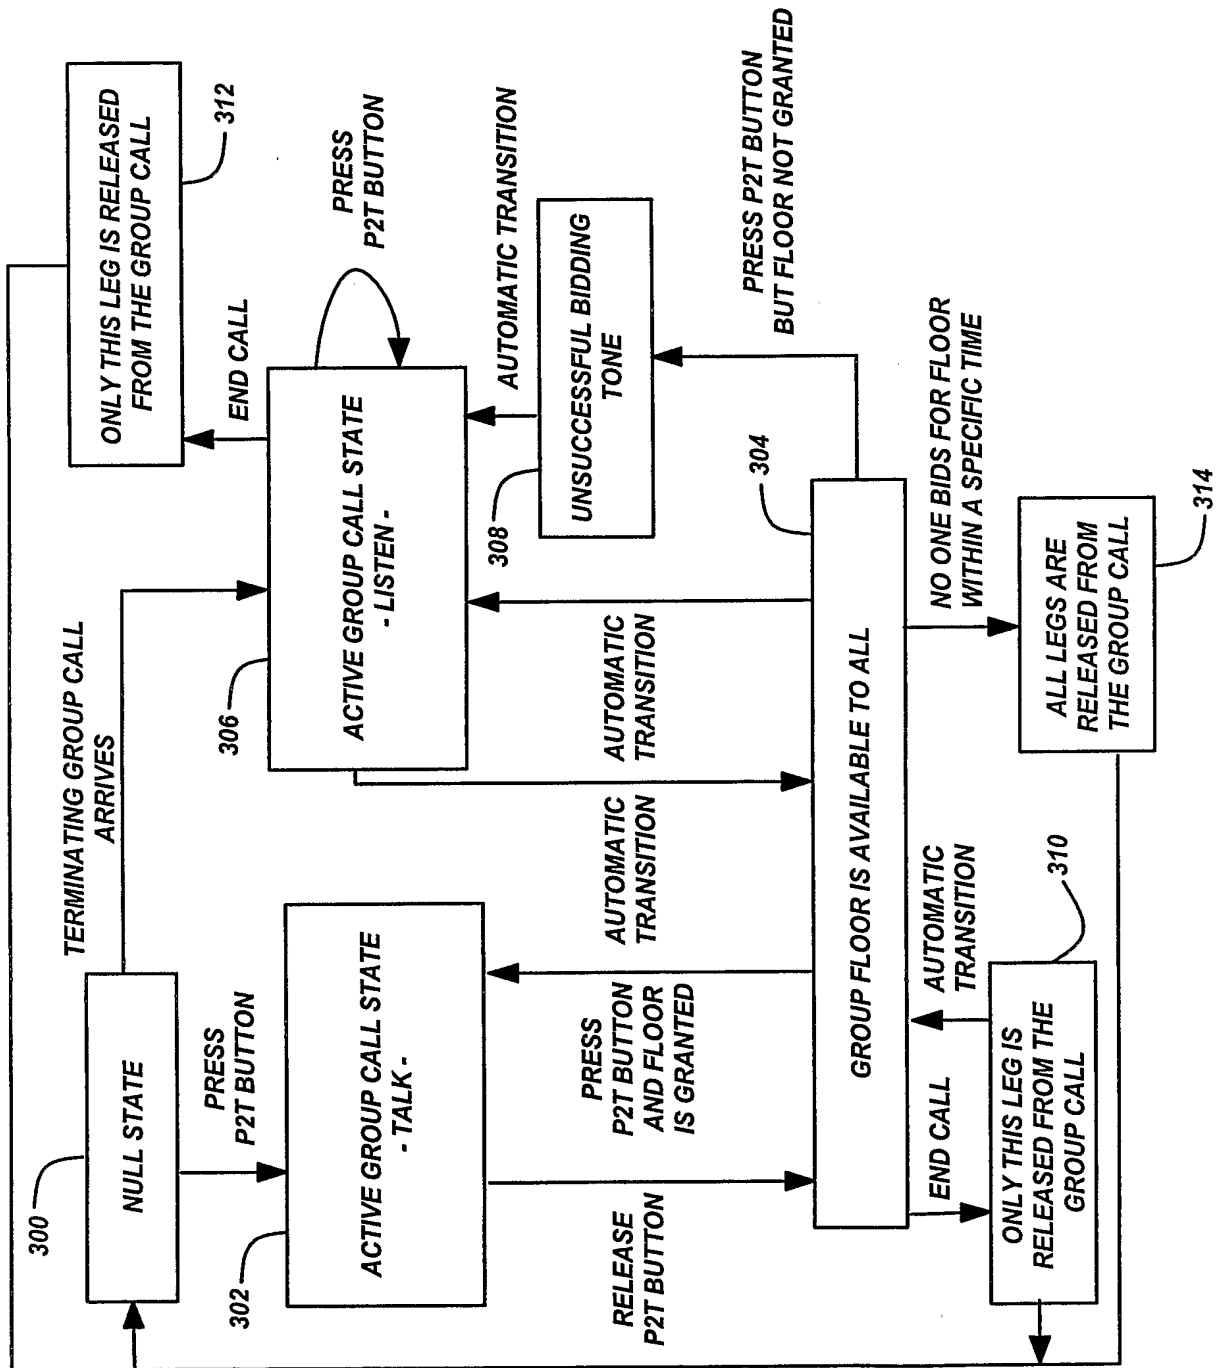 300
NULL STATE
TERMINATING GROUP CALL
ARRIVES
ONLY THIS LEG IS RELEASED
FROM THE GROUP CALL
312
PRESS
P2T BUTTON
END CALL
PRESS
P2T BUTTON
302
ACTIVE GROUP CALL STATE
- TALK -
306
ACTIVE GROUP CALL STATE
- LISTEN -
AUTOMATIC TRANSITION
308
UNSUCCESSFUL BIDDING
TONE
RELEASE
P2T BUTTON
PRESS
P2T BUTTON
AND FLOOR
IS GRANTED
AUTOMATIC
TRANSITION
AUTOMATIC
TRANSITION
304
PRESS P2T BUTTON
BUT FLOOR NOT GRANTED
GROUP FLOOR IS AVAILABLE TO ALL
END CALL
AUTOMATIC
TRANSITION
NO ONE BIDS FOR FLOOR
WITHIN A SPECIFIC TIME
ONLY THIS LEG IS
RELEASED FROM THE
GROUP CALL
310
ALL LEGS ARE
RELEASED FROM
THE GROUP CALL
314